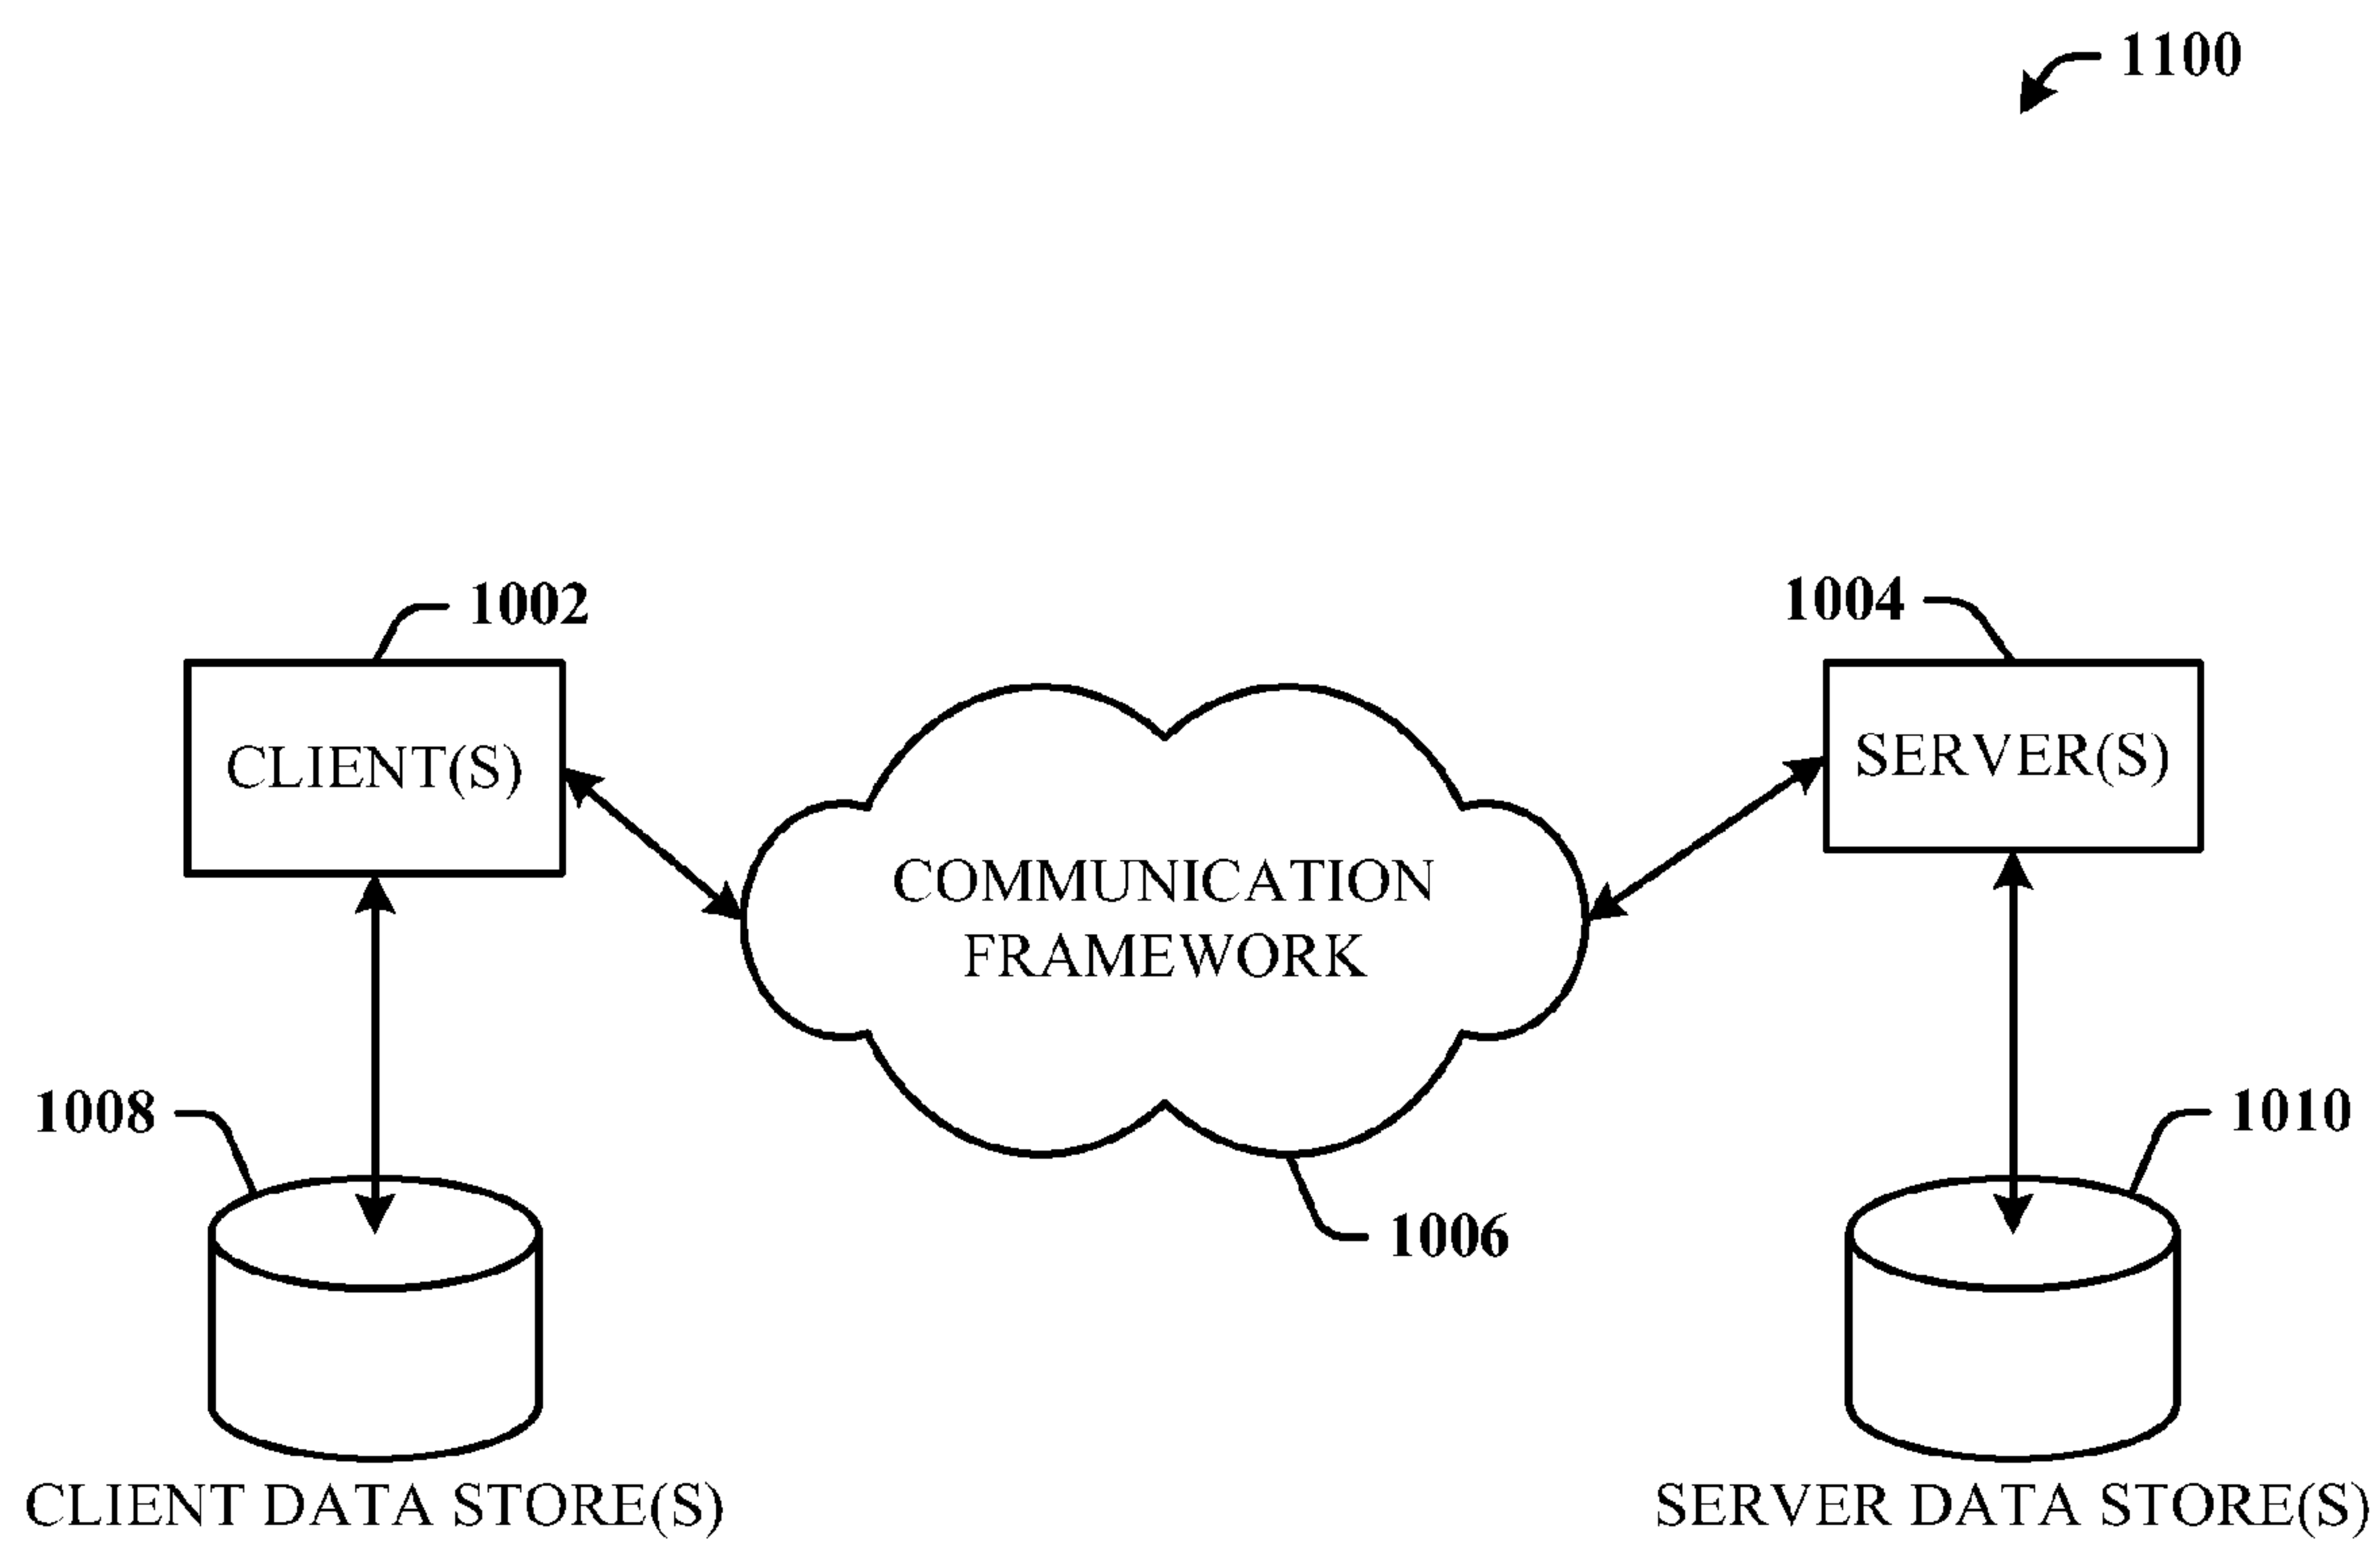 1100
1002
1004
CLIENT(S)
SERVER(S)
COMMUNICATION
FRAMEWORK
1008
1010
1006
CLIENT DATA STORE(S)
SERVER DATA STORE(S)